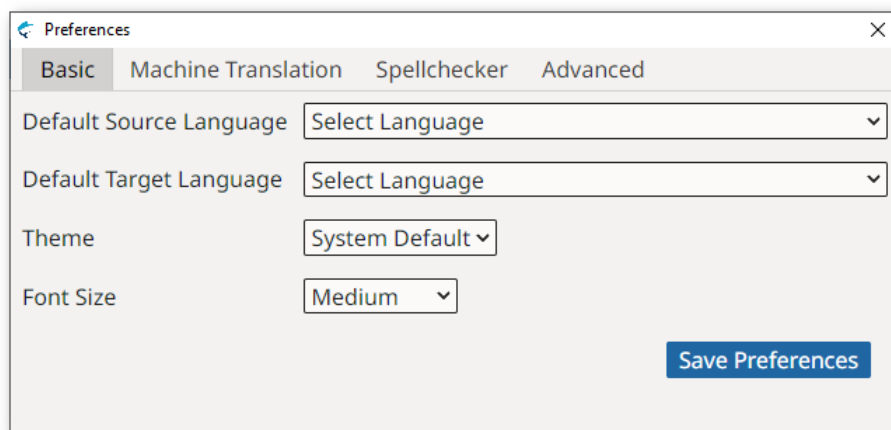 Preferences
Basic Machine Translation Spellchecker Advanced
Default Source Language Select Language
Default Target Language Select Language
Theme System Default
Font Size Medium
Save Preferences